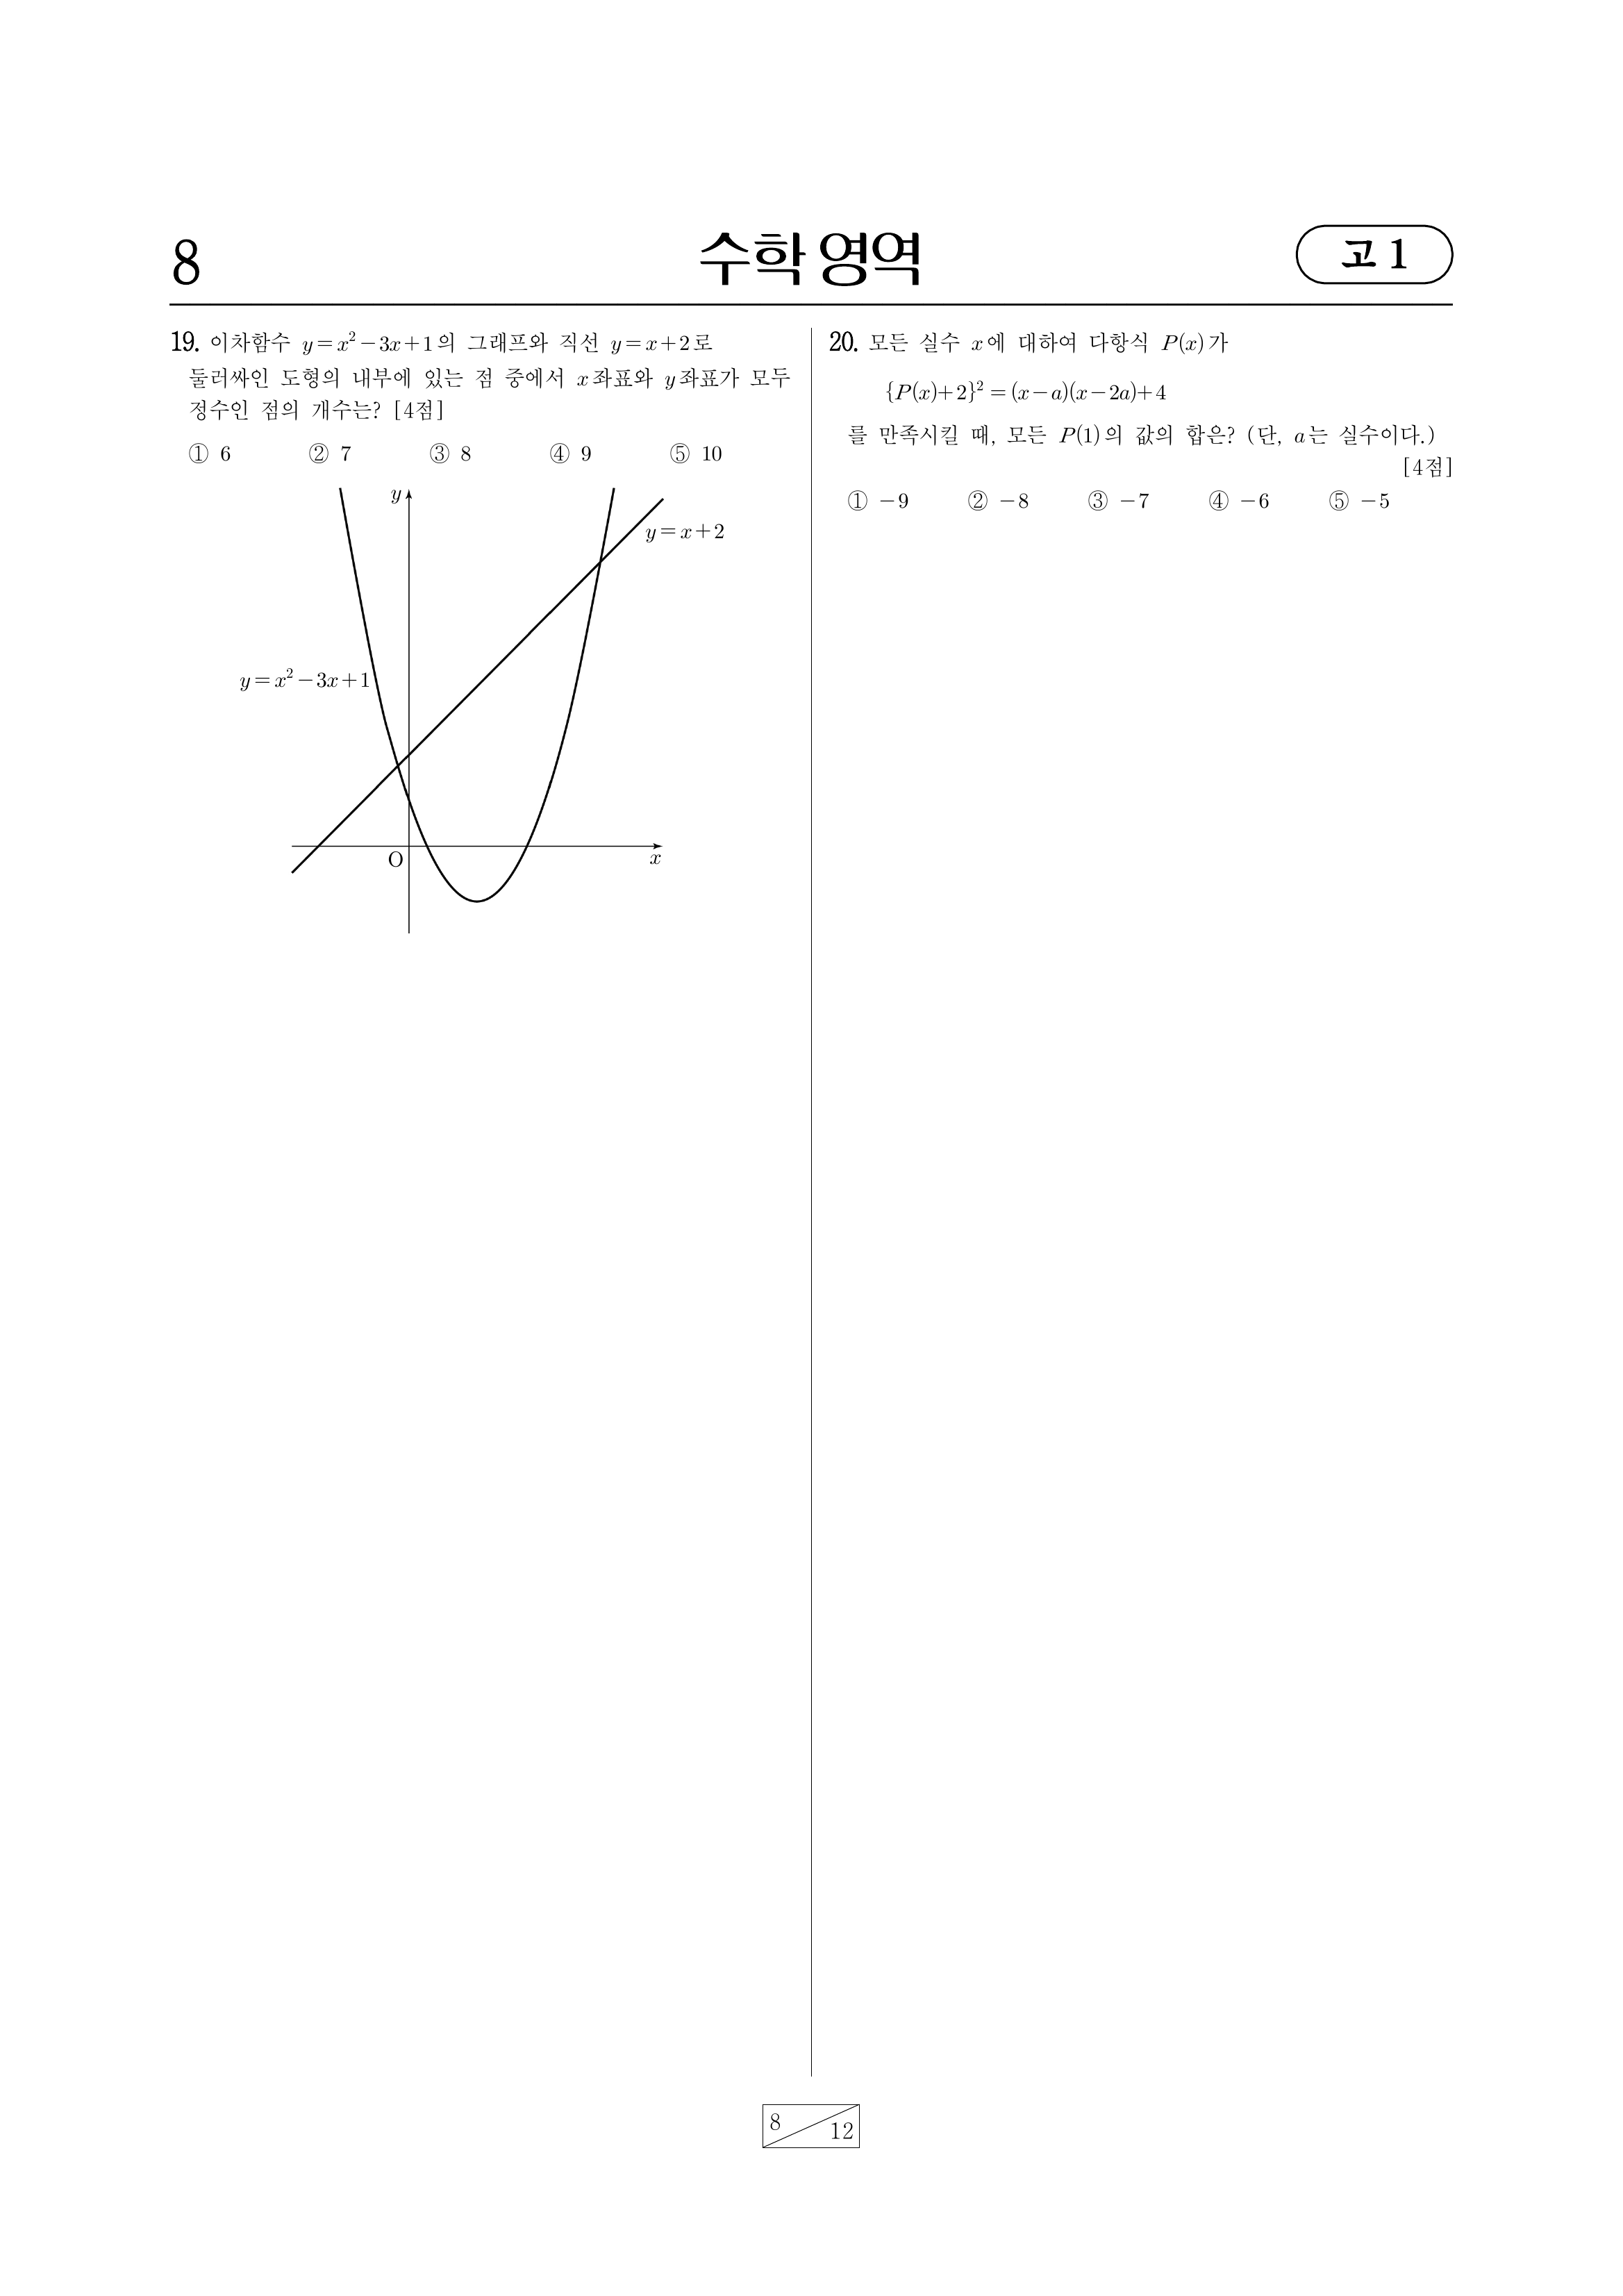 8
수학 영역
고 1
19. 이차함수 y=x²-3x+1의 그래프와 직선 y=x+2로
둘러싸인 도형의 내부에 있는 점 중에서 x좌표와 y좌표가 모두
정수인 점의 개수는? [4점]
① 6 ② 7 ③ 8 ④ 9 ⑤ 10
y
y=x+2
y=x²-3x+1
O
x
20. 모든 실수 x에 대하여 다항식 P(x)가
{P(x)+2}²=(x-a)(x-2a)+4
를 만족시킬 때, 모든 P(1)의 값의 합은? (단, a는 실수이다.)
[4점]
① -9 ② -8 ③ -7 ④ -6 ⑤ -5
8
12